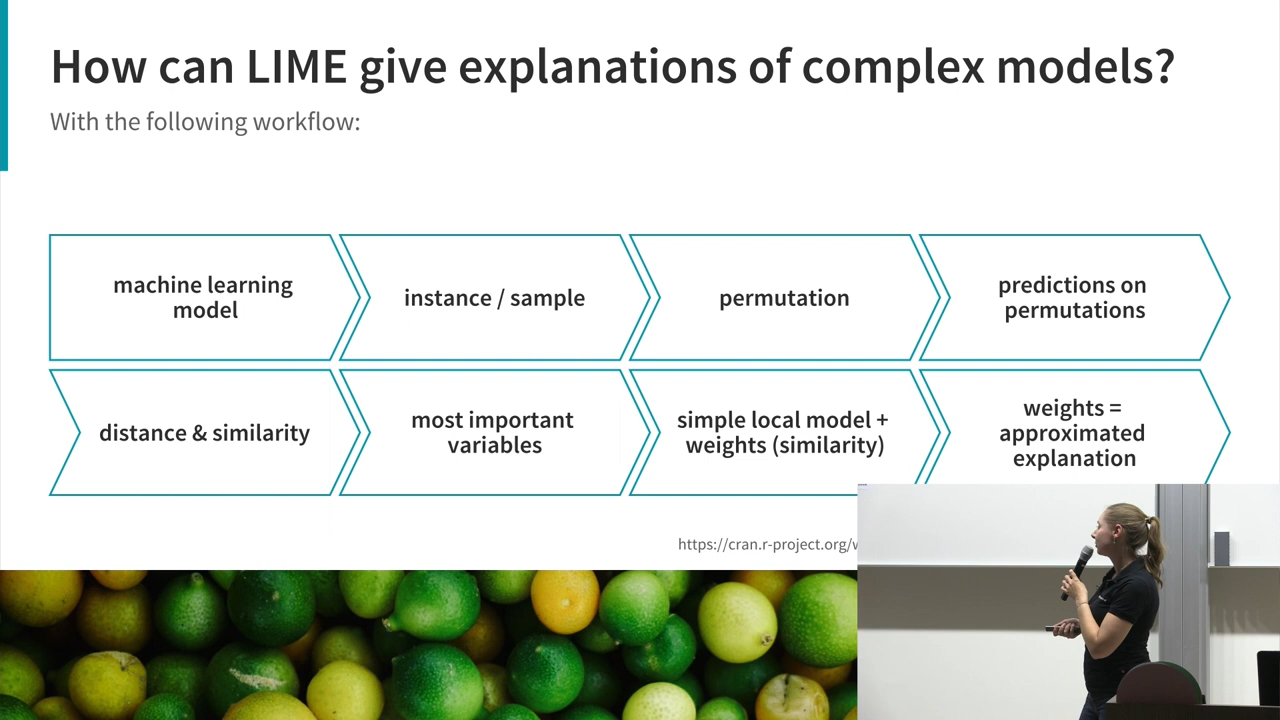 How can LIME give explanations of complex models?
With the following workflow:
machine learning
model
instance / sample
permutation
predictions on
permutations
distance & similarity
most important
variables
simple local model +
weights (similarity)
weights =
approximated
explanation
https://cran.r-project.org/